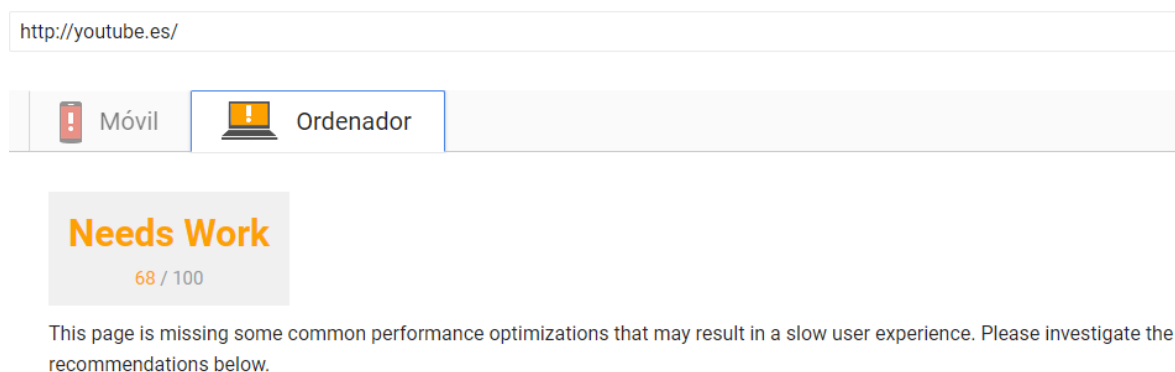 http://youtube.es/
Móvil
Ordenador
Needs Work
68 / 100
This page is missing some common performance optimizations that may result in a slow user experience. Please investigate the
recommendations below.